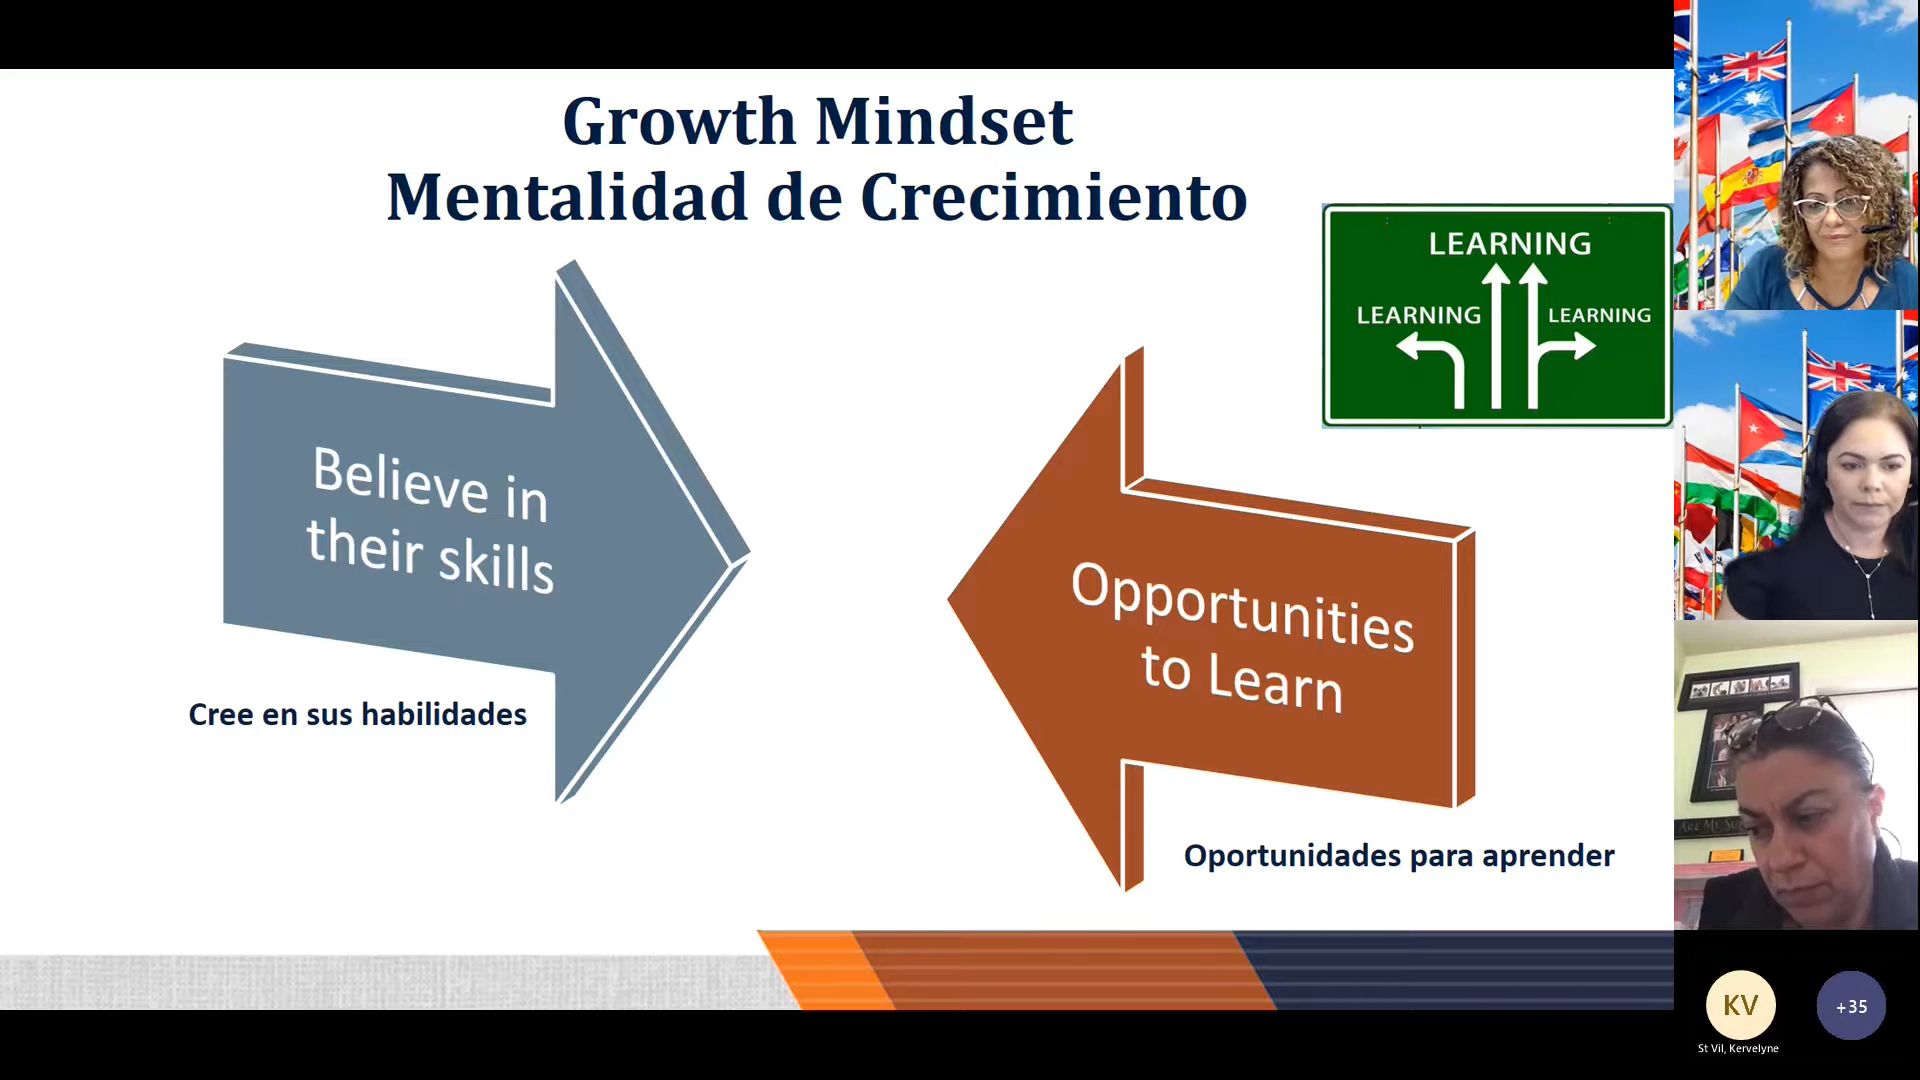 Growth Mindset
Mentalidad de Crecimiento
LEARNING
LEARNING
LEARNING
Believe in
their skills
Cree en sus habilidades
Opportunities
to Learn
Oportunidades para aprender
KV
St Vil, Kervelyne
+35